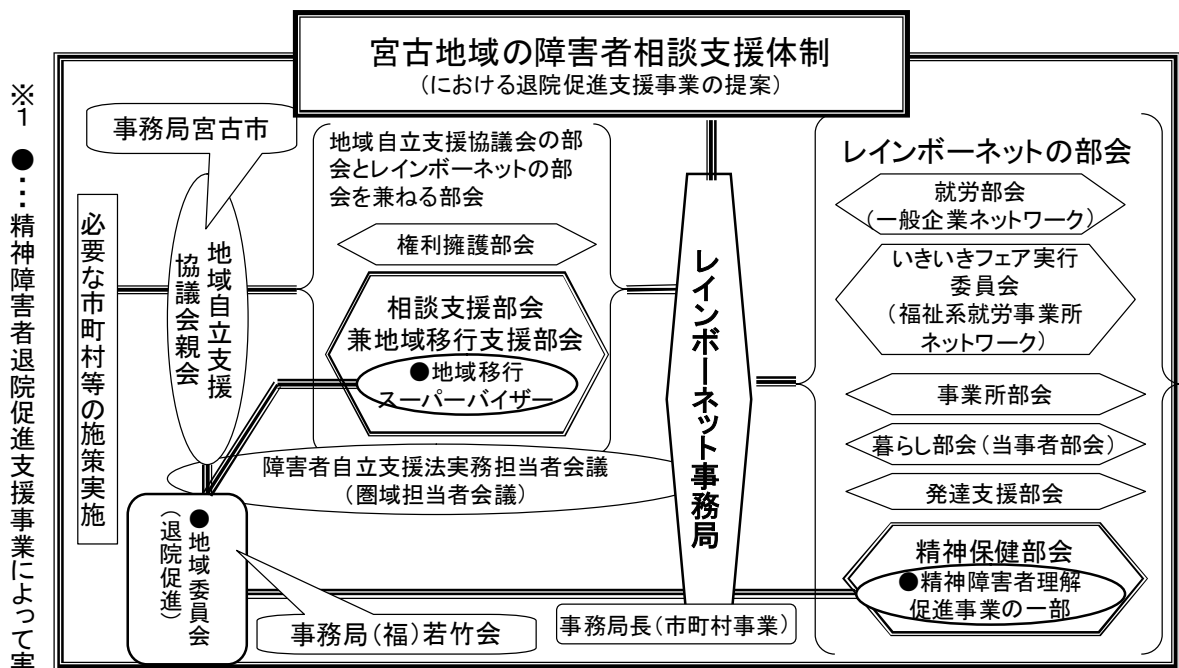 宮古地域の障害者相談支援体制
(における退院促進支援事業の提案)
※1 ●…精神障害者退院促進支援事業によって実
事務局宮古市
必要な市町村等の施策実施
地域自立支援
協議会親会
地域自立支援協議会の部
会とレインボーネットの部
会を兼ねる部会
権利擁護部会
相談支援部会
兼地域移行支援部会
●地域移行
スーパーバイザー
障害者自立支援法実務担当者会議
(圏域担当者会議)
●地域委員会
(退院促進)
事務局(福)若竹会
レインボーネット事務局
事務局長(市町村事業)
レインボーネットの部会
就労部会
(一般企業ネットワーク)
いきいきフェア実行
委員会
(福祉系就労事業所
ネットワーク)
事業所部会
暮らし部会(当事者部会)
発達支援部会
精神保健部会
●精神障害者理解
促進事業の一部